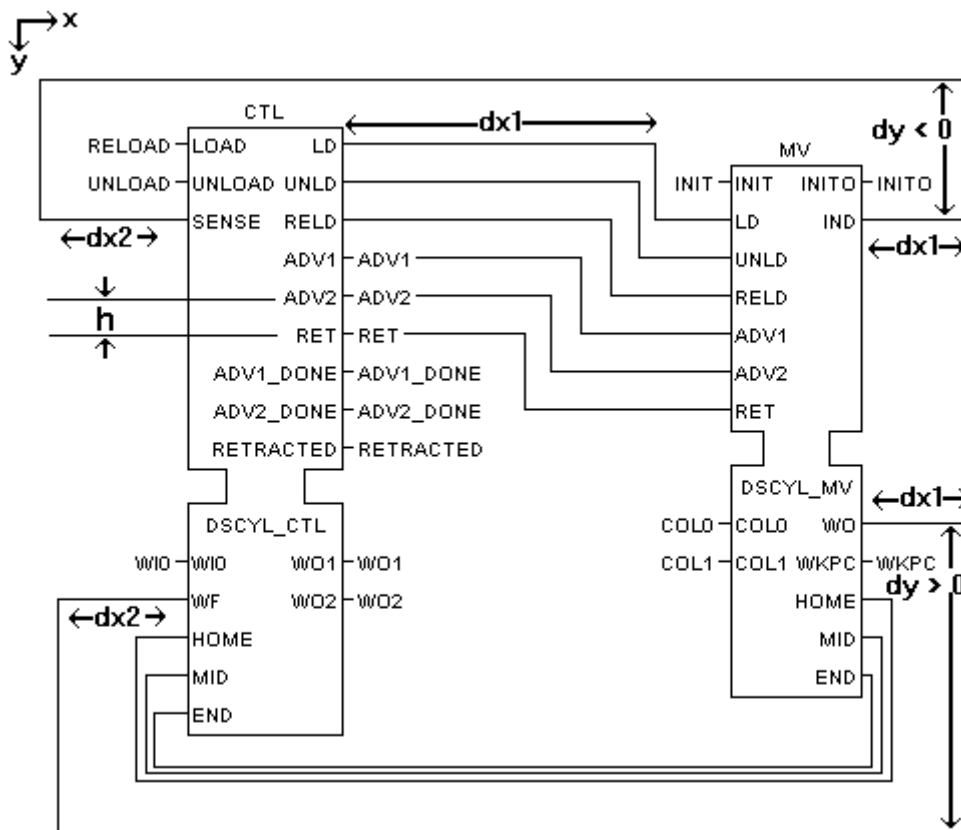 x
y
CTL
dx1
dy < 0
MV
RELOAD LOAD LD
UNLOAD UNLOAD UNLD
INIT INIT INITO INITO
SENSE RELD
LD IND
dx2
dx1
ADV1 ADV1
UNLD
ADV2 ADV2
RELD
h
RET RET
ADV1
ADV1_DONE ADV1_DONE
ADV2
ADV2_DONE ADV2_DONE
RET
RETRACTED RETRACTED
DSCYL_MV
dx1
DSCYL_CTL
COL0 COL0 WO
WI0 WI0 WO1 WO1
COL1 COL1 WKPC WKPC
dy > 0
WF WO2 WO2
HOME
dx2
HOME
MID
MID
END
END